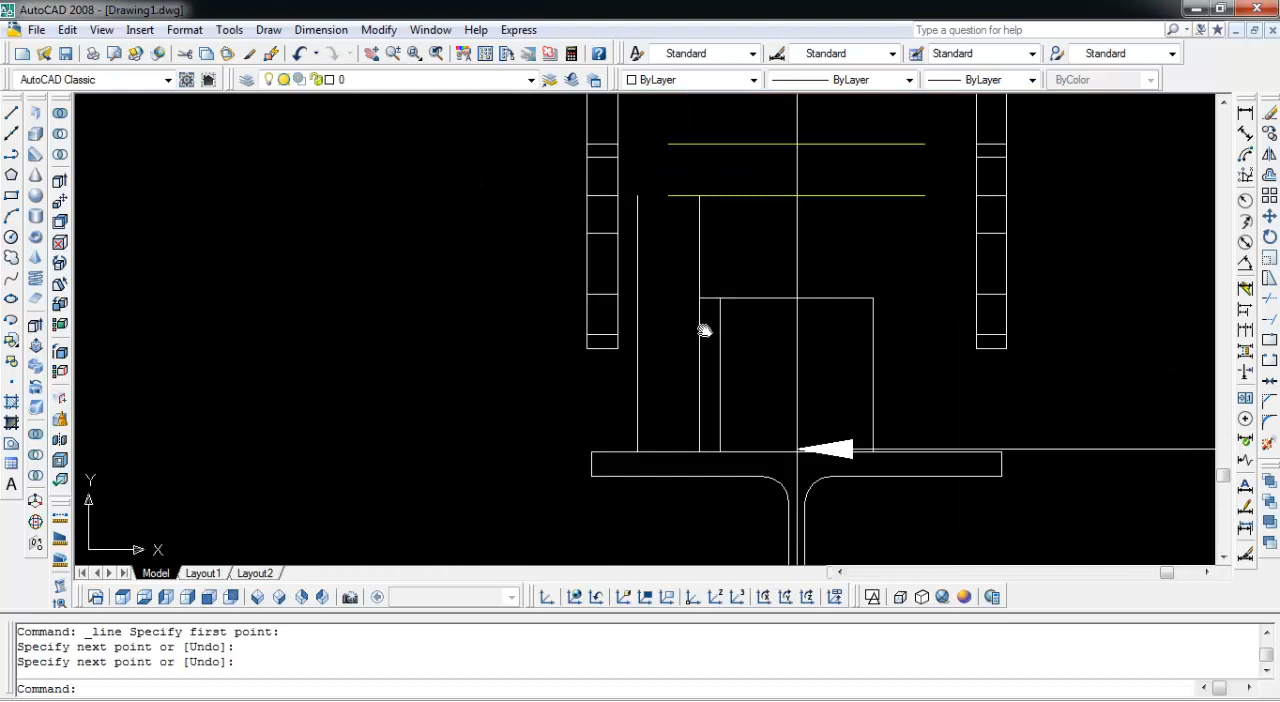 AutoCAD 2008 - [Drawing1.dwg]
File Edit View Insert Format Tools Draw Dimension Modify Window Help Express
Type a question for help
Standard Standard Standard Standard
AutoCAD Classic 0 ByLayer ByLayer ByLayer ByColor
A
Y
X
Model Layout1 Layout2
Command: _line Specify first point:
Specify next point or [Undo]:
Specify next point or [Undo]:
Command: